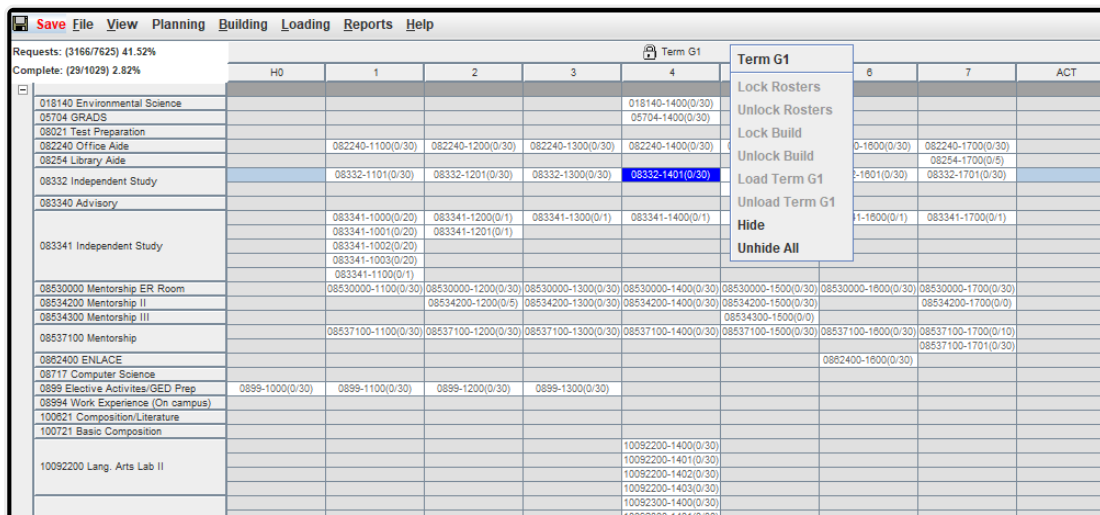 Save File View Planning Building Loading Reports Help
Requests: (3166/7625) 41.52%
Complete: (29/1029) 2.82%
Term G1
H0 1 2 3 4 6 7 ACT
Term G1
Lock Rosters
Unlock Rosters
Lock Build
Unlock Build
Load Term G1
Unload Term G1
Hide
Unhide All
018140 Environmental Science 018140-1400(0/30)
05704 GRADS 05704-1400(0/30)
08021 Test Preparation
082240 Office Aide 082240-1100(0/30) 082240-1200(0/30) 082240-1300(0/30) 082240-1400(0/30) 0-1600(0/30) 082240-1700(0/30)
08254 Library Aide 08254-1700(0/5)
08332 Independent Study 08332-1101(0/30) 08332-1201(0/30) 08332-1300(0/30) 08332-1401(0/30) 2-1601(0/30) 08332-1701(0/30)
083340 Advisory
083341 Independent Study 083341-1000(0/20) 083341-1200(0/1) 083341-1300(0/1) 083341-1400(0/1) 41-1600(0/1) 083341-1700(0/1)
083341-1001(0/20) 083341-1201(0/1)
083341-1002(0/20)
083341-1003(0/20)
083341-1100(0/1)
08530000 Mentorship ER Room 08530000-1100(0/30) 08530000-1200(0/30) 08530000-1300(0/30) 08530000-1400(0/30) 08530000-1500(0/30) 08530000-1600(0/30) 08530000-1700(0/30)
08534200 Mentorship II 08534200-1200(0/5) 08534200-1300(0/30) 08534200-1400(0/30) 08534200-1500(0/30) 08534200-1700(0/0)
08534300 Mentorship III 08534300-1500(0/0)
08537100 Mentorship 08537100-1100(0/30) 08537100-1200(0/30) 08537100-1300(0/30) 08537100-1400(0/30) 08537100-1500(0/30) 08537100-1600(0/30) 08537100-1700(0/10)
08537100-1701(0/30)
0862400 ENLACE 0862400-1600(0/30)
08717 Computer Science
0899 Elective Activites/GED Prep 0899-1000(0/30) 0899-1100(0/30) 0899-1200(0/30) 0899-1300(0/30)
08994 Work Experience (On campus)
100621 Composition/Literature
100721 Basic Composition
10092200 Lang. Arts Lab II 10092200-1400(0/30)
10092200-1401(0/30)
10092200-1402(0/30)
10092200-1403(0/30)
10092300-1400(0/30)